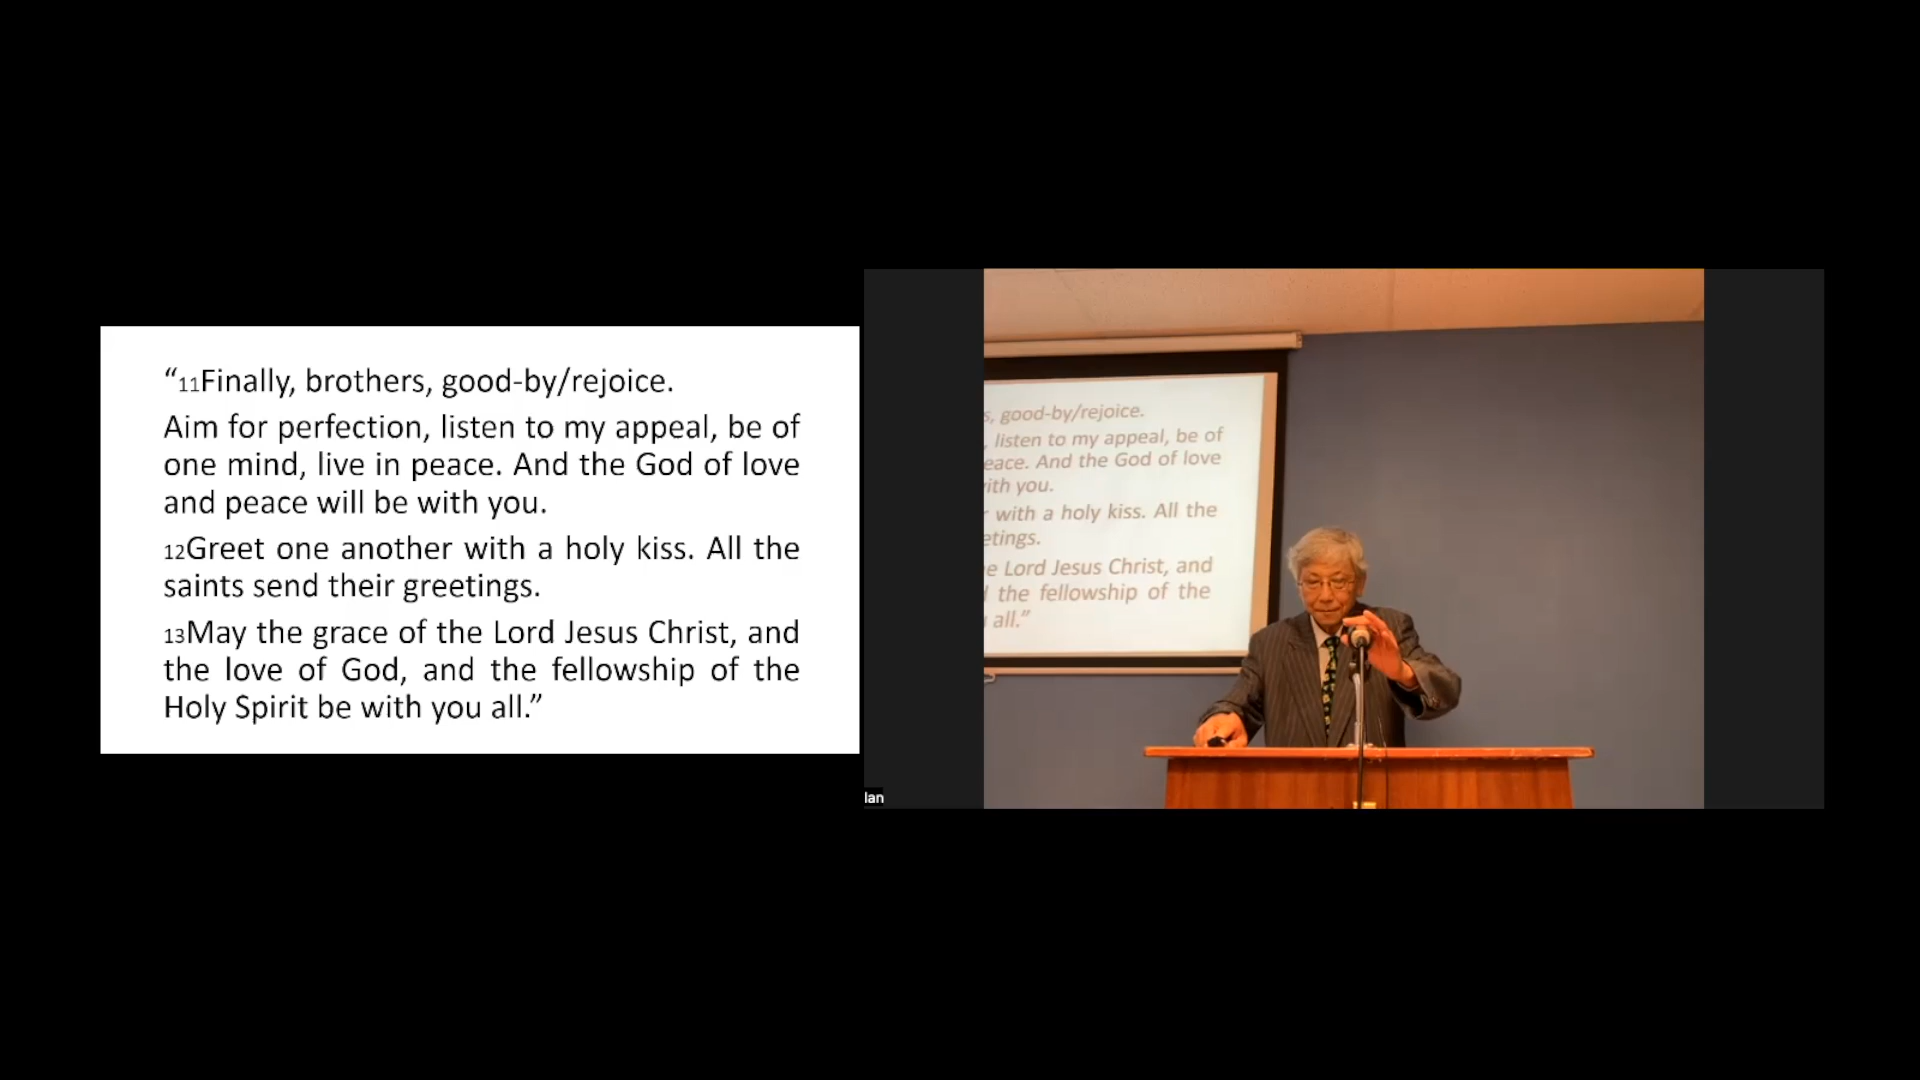 “11Finally, brothers, good-by/rejoice.
Aim for perfection, listen to my appeal, be of
one mind, live in peace. And the God of love
and peace will be with you.
12Greet one another with a holy kiss. All the
saints send their greetings.
13May the grace of the Lord Jesus Christ, and
the love of God, and the fellowship of the
Holy Spirit be with you all.”
s, good-by/rejoice.
, listen to my appeal, be of
eace. And the God of love
ith you.
with a holy kiss. All the
etings.
e Lord Jesus Christ, and
the fellowship of the
all.”
lan